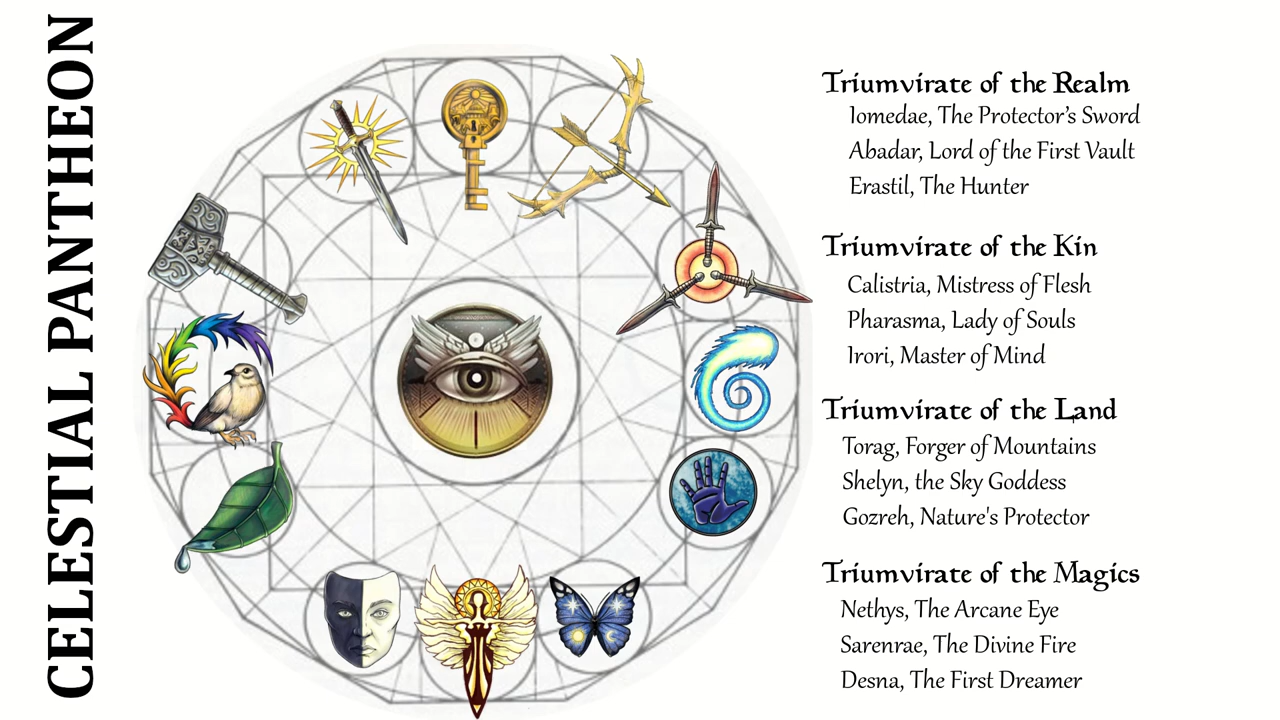 CELESTIAL PANTHEON
Triumvirate of the Realm
Iomedae, The Protector’s Sword
Abadar, Lord of the First Vault
Erastil, The Hunter
Triumvirate of the Kin
Calistria, Mistress of Flesh
Pharasma, Lady of Souls
Irori, Master of Mind
Triumvirate of the Land
Torag, Forger of Mountains
Shelyn, the Sky Goddess
Gozreh, Nature's Protector
Triumvirate of the Magics
Nethys, The Arcane Eye
Sarenrae, The Divine Fire
Desna, The First Dreamer